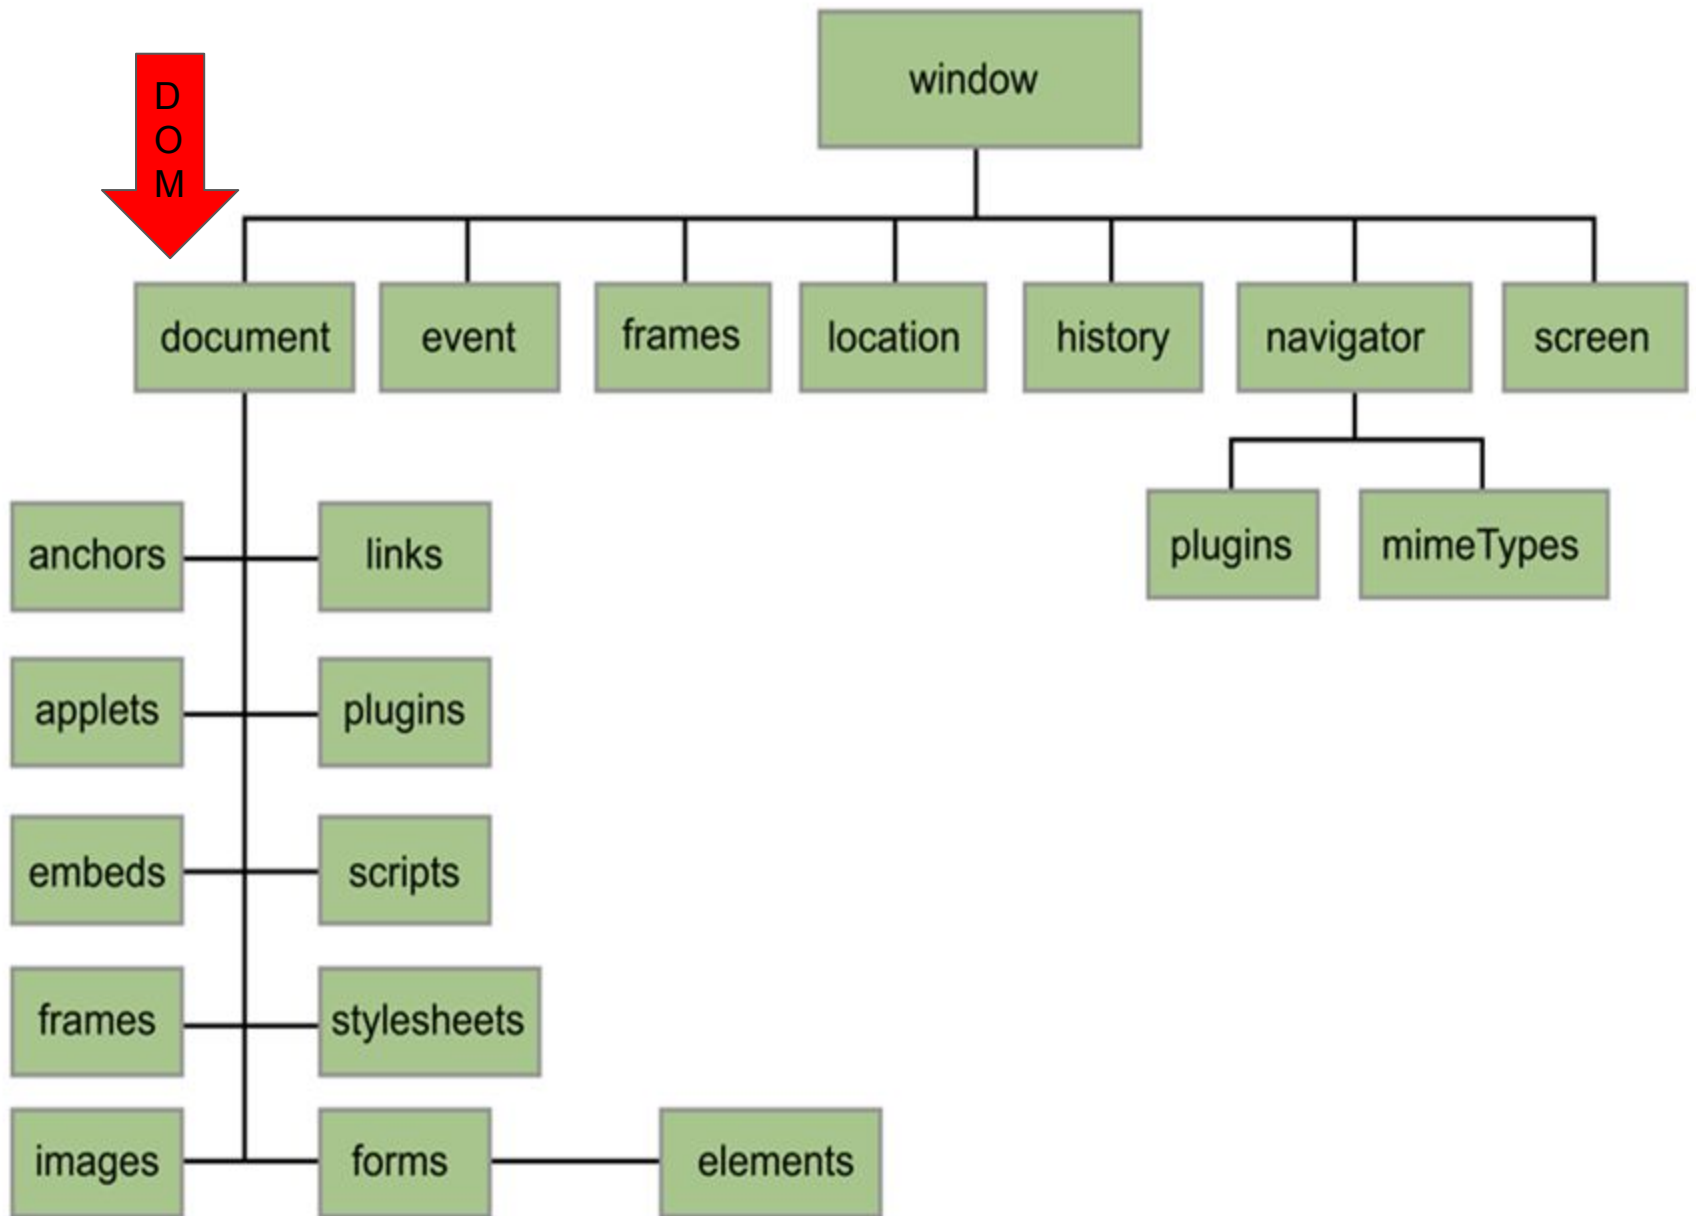 window
D
O
M
document
event
frames
location
history
navigator
screen
plugins
mimeTypes
anchors
links
applets
plugins
embeds
scripts
frames
stylesheets
images
forms
elements